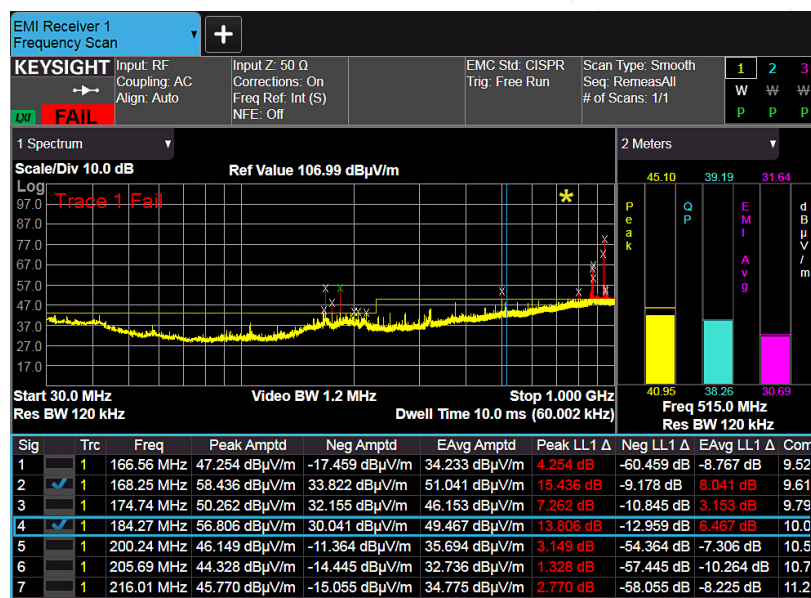 EMI Receiver 1
Frequency Scan
+
KEYSIGHT
Input: RF
Coupling: AC
Align: Auto
Input Z: 50 Ω
Corrections: On
Freq Ref: Int (S)
NFE: Off
EMC Std: CISPR
Trig: Free Run
Scan Type: Smooth
Seq: RemeasAll
# of Scans: 1/1
1 2 3
W W W
P P P
LXI FAIL
1 Spectrum
2 Meters
Scale/Div 10.0 dB
Ref Value 106.99 dBµV/m
Log
Trace 1 Fail
*
97.0
87.0
77.0
67.0
57.0
47.0
37.0
27.0
17.0
Start 30.0 MHz
Video BW 1.2 MHz
Stop 1.000 GHz
Res BW 120 kHz
Dwell Time 10.0 ms (60.002 kHz)
45.10 39.19 31.64
Peak
QP
EMI Avg
dBµV/m
40.95 38.26 30.69
Freq 515.0 MHz
Res BW 120 kHz
Sig Trc Freq Peak Amptd Neg Amptd EAvg Amptd Peak LL1 Δ Neg LL1 Δ EAvg LL1 Δ Com
1 1 166.56 MHz 47.254 dBµV/m -17.459 dBµV/m 34.233 dBµV/m 4.254 dB -60.459 dB -8.767 dB 9.52
2 1 168.25 MHz 58.436 dBµV/m 33.822 dBµV/m 51.041 dBµV/m 15.436 dB -9.178 dB 8.041 dB 9.61
3 1 174.74 MHz 50.262 dBµV/m 32.155 dBµV/m 46.153 dBµV/m 7.262 dB -10.845 dB 3.153 dB 9.79
4 1 184.27 MHz 56.806 dBµV/m 30.041 dBµV/m 49.467 dBµV/m 13.806 dB -12.959 dB 6.467 dB 10.0
5 1 200.24 MHz 46.149 dBµV/m -11.364 dBµV/m 35.694 dBµV/m 3.149 dB -54.364 dB -7.306 dB 10.5
6 1 205.69 MHz 44.328 dBµV/m -14.445 dBµV/m 32.736 dBµV/m 1.328 dB -57.445 dB -10.264 dB 10.7
7 1 216.01 MHz 45.770 dBµV/m -15.055 dBµV/m 34.775 dBµV/m 2.770 dB -58.055 dB -8.225 dB 11.2